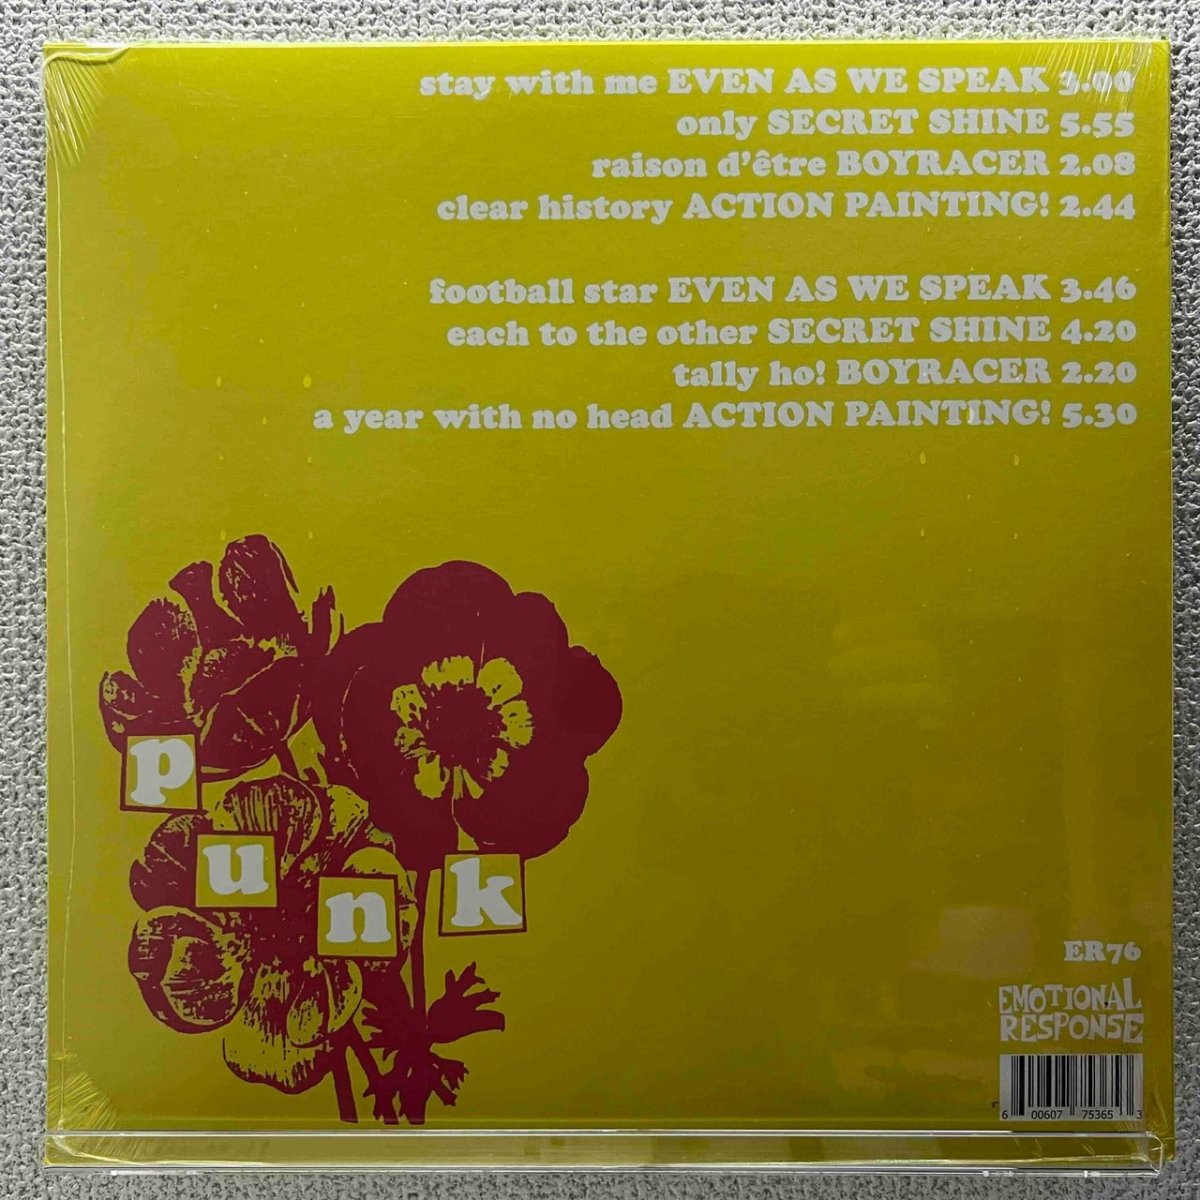 stay with me EVEN AS WE SPEAK 3.00
only SECRET SHINE 5.55
raison d'être BOYRACER 2.08
clear history ACTION PAINTING! 2.44
football star EVEN AS WE SPEAK 3.46
each to the other SECRET SHINE 4.20
tally ho! BOYRACER 2.20
a year with no head ACTION PAINTING! 5.30
p
u
n
k
ER76
EMOTIONAL
RESPONSE
6 00607 75365 3